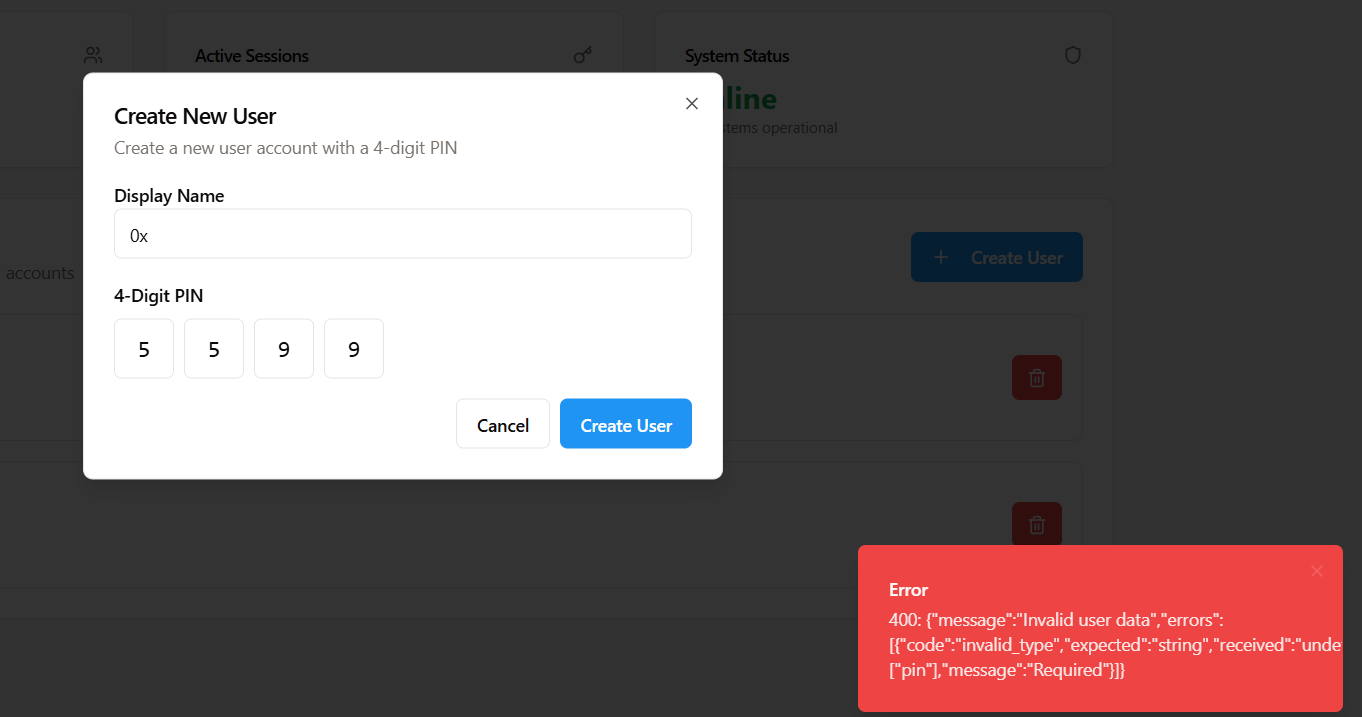 Active Sessions
System Status
line
stems operational
Create New User
Create a new user account with a 4-digit PIN
Display Name
0x
accounts
Create User
4-Digit PIN
5 5 9 9
Cancel
Create User
Error
400: {"message":"Invalid user data","errors":
[{"code":"invalid_type","expected":"string","received":"unde
["pin"],"message":"Required"}]}